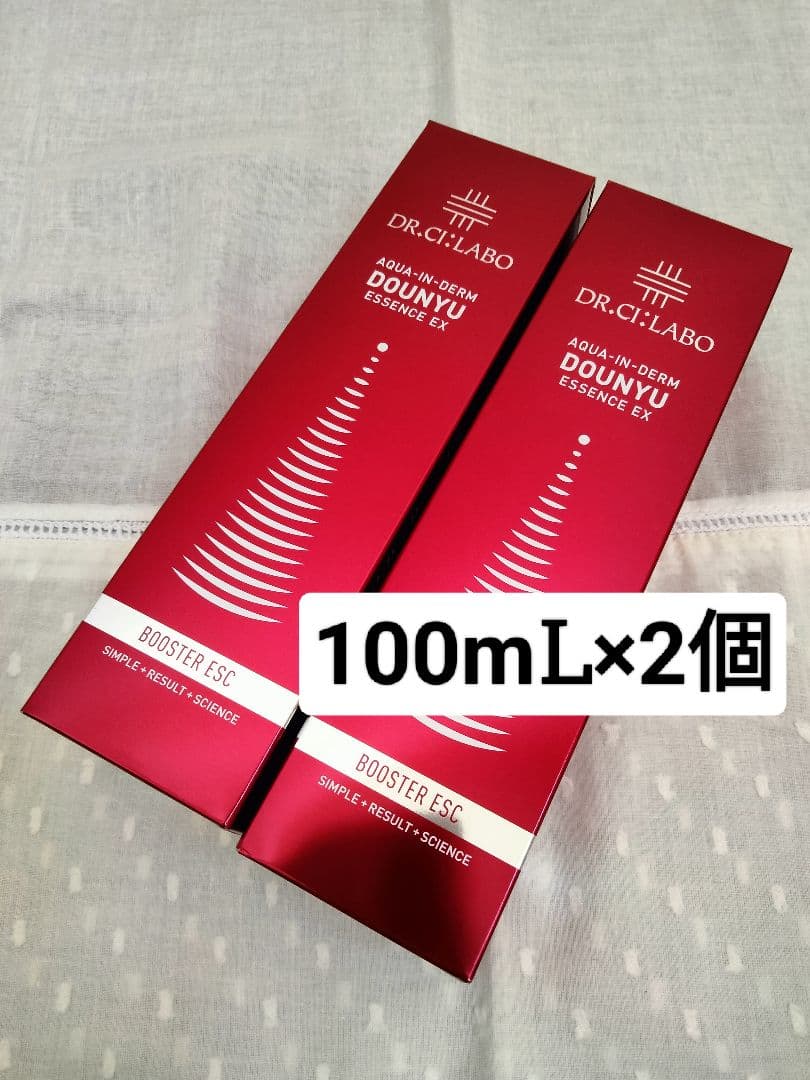 DR.CI:LABO
AQUA-IN-DERM
DOUNYU
ESSENCE EX
BOOSTER ESC
SIMPLE+RESULT+SCIENCE
DR.CI:LABO
AQUA-IN-DERM
DOUNYU
ESSENCE EX
100mL×2個
BOOSTER ESC
SIMPLE+RESULT+SCIENCE